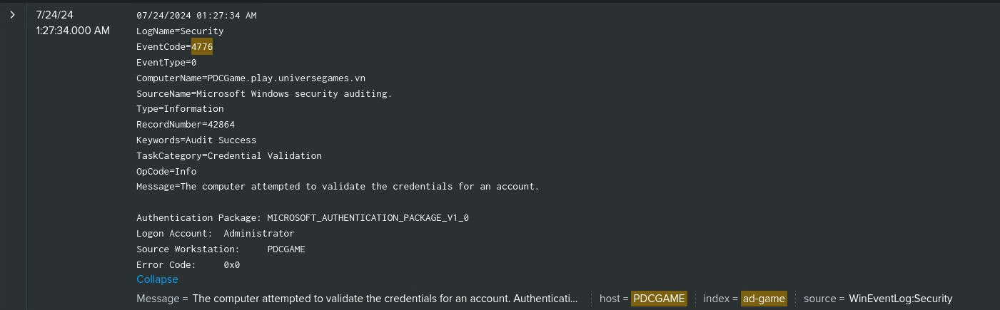 7/24/24
1:27:34.000 AM
07/24/2024 01:27:34 AM
LogName=Security
EventCode=4776
EventType=0
ComputerName=PDCGame.play.universegames.vn
SourceName=Microsoft Windows security auditing.
Type=Information
RecordNumber=42864
Keywords=Audit Success
TaskCategory=Credential Validation
OpCode=Info
Message=The computer attempted to validate the credentials for an account.
Authentication Package: MICROSOFT_AUTHENTICATION_PACKAGE_V1_0
Logon Account: Administrator
Source Workstation: PDCGAME
Error Code: 0x0
Collapse
Message = The computer attempted to validate the credentials for an account. Authenticati... host = PDCGAME index = ad-game source = WinEventLog:Security